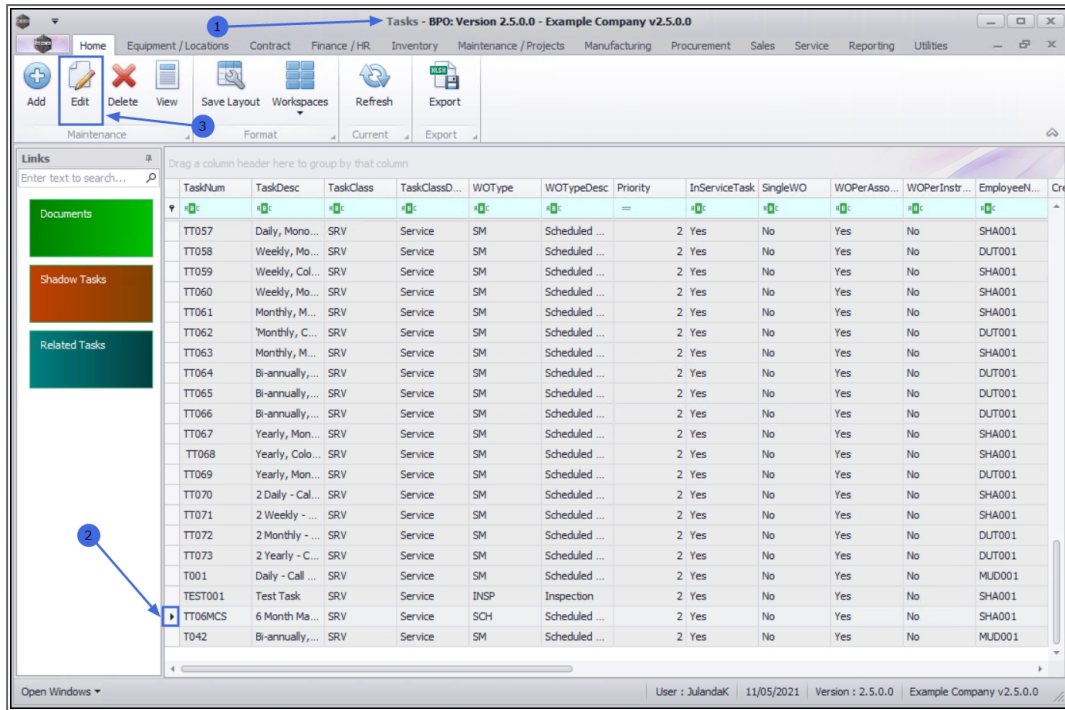 1
Tasks - BPO: Version 2.5.0.0 - Example Company v2.5.0.0
Home Equipment / Locations Contract Finance / HR Inventory Maintenance / Projects Manufacturing Procurement Sales Service Reporting Utilities
Add Edit Delete View Save Layout Workspaces Refresh Export
3
Maintenance Format Current Export
Links
Drag a column header here to group by that column
Enter text to search...
TaskNum TaskDesc TaskClass TaskClassD... WOType WOTypeDesc Priority InServiceTask SingleWO WOPerAsso... WOPerInstr... EmployeeN... Cre
=
Documents
Shadow Tasks
Related Tasks
TT057 Daily, Mono... SRV Service SM Scheduled ... 2 Yes No Yes No SHA001
TT058 Weekly, Mo... SRV Service SM Scheduled ... 2 Yes No Yes No DUT001
TT059 Weekly, Col... SRV Service SM Scheduled ... 2 Yes No Yes No SHA001
TT060 Weekly, Mo... SRV Service SM Scheduled ... 2 Yes No Yes No SHA001
TT061 Monthly, M... SRV Service SM Scheduled ... 2 Yes No Yes No SHA001
TT062 'Monthly, C... SRV Service SM Scheduled ... 2 Yes No Yes No DUT001
TT063 Monthly, M... SRV Service SM Scheduled ... 2 Yes No Yes No SHA001
TT064 Bi-annually,... SRV Service SM Scheduled ... 2 Yes No Yes No DUT001
TT065 Bi-annually,... SRV Service SM Scheduled ... 2 Yes No Yes No DUT001
TT066 Bi-annually,... SRV Service SM Scheduled ... 2 Yes No Yes No DUT001
TT067 Yearly, Mon... SRV Service SM Scheduled ... 2 Yes No Yes No SHA001
TT068 Yearly, Colo... SRV Service SM Scheduled ... 2 Yes No Yes No SHA001
TT069 Yearly, Mon... SRV Service SM Scheduled ... 2 Yes No Yes No DUT001
TT070 2 Daily - Cal... SRV Service SM Scheduled ... 2 Yes No Yes No SHA001
TT071 2 Weekly - ... SRV Service SM Scheduled ... 2 Yes No Yes No SHA001
2
TT072 2 Monthly - ... SRV Service SM Scheduled ... 2 Yes No Yes No DUT001
TT073 2 Yearly - C... SRV Service SM Scheduled ... 2 Yes No Yes No DUT001
T001 Daily - Call ... SRV Service SM Scheduled ... 2 Yes No Yes No MUD001
TEST001 Test Task SRV Service INSP Inspection 2 Yes No Yes No SHA001
TT06MCS 6 Month Ma... SRV Service SCH Scheduled ... 2 Yes No Yes No SHA001
T042 Bi-annually,... SRV Service SM Scheduled ... 2 Yes No Yes No MUD001
Open Windows User : JulandaK 11/05/2021 Version : 2.5.0.0 Example Company v2.5.0.0